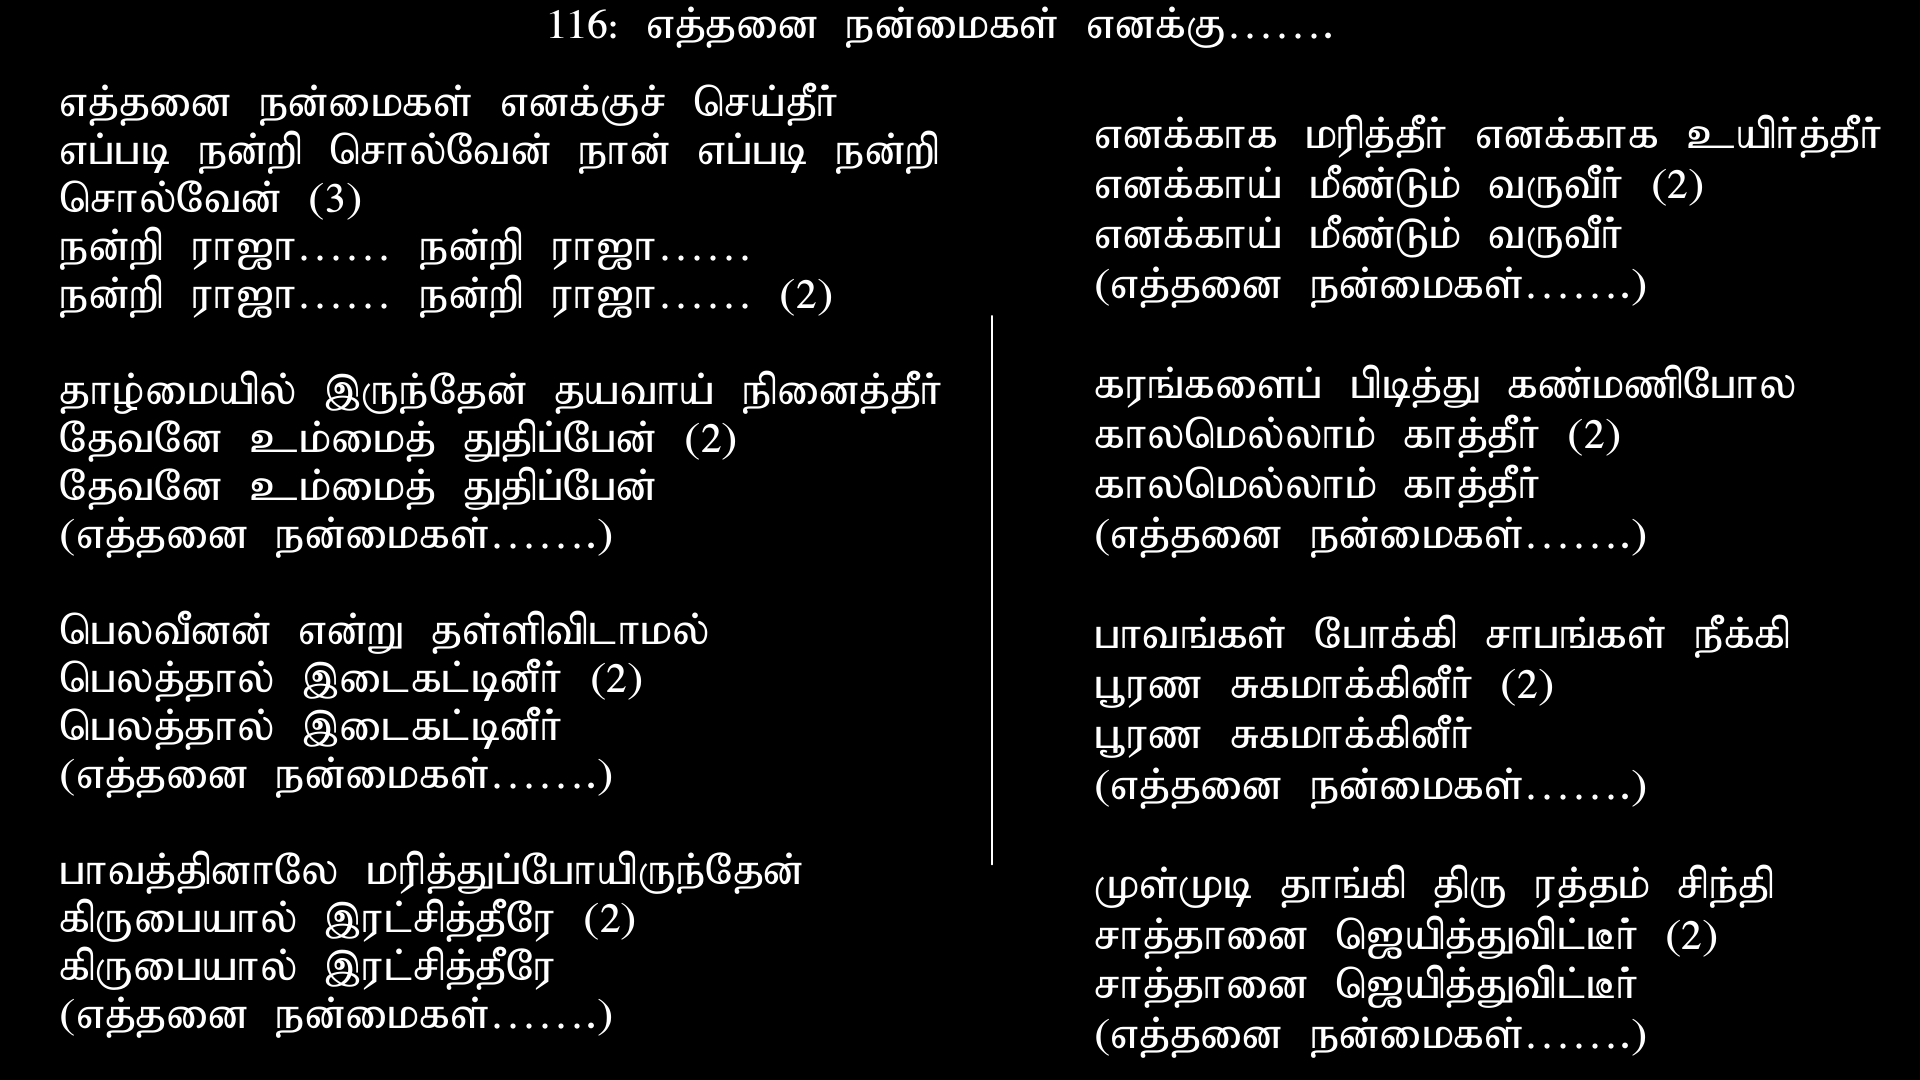 116: எத்தனை நன்மைகள் எனக்கு.......
எத்தனை நன்மைகள் எனக்குச் செய்தீர்
எப்படி நன்றி சொல்வேன் நான் எப்படி நன்றி
சொல்வேன் (3)
நன்றி ராஜா...... நன்றி ராஜா......
நன்றி ராஜா...... நன்றி ராஜா...... (2)
தாழ்மையில் இருந்தேன் தயவாய் நினைத்தீர்
தேவனே உம்மைத் துதிப்பேன் (2)
தேவனே உம்மைத் துதிப்பேன்
(எத்தனை நன்மைகள்.......)
பெலவீனன் என்று தள்ளிவிடாமல்
பெலத்தால் இடைகட்டினீர் (2)
பெலத்தால் இடைகட்டினீர்
(எத்தனை நன்மைகள்.......)
பாவத்தினாலே மரித்துப்போயிருந்தேன்
கிருபையால் இரட்சித்தீரே (2)
கிருபையால் இரட்சித்தீரே
(எத்தனை நன்மைகள்.......)
எனக்காக மரித்தீர் எனக்காக உயிர்த்தீர்
எனக்காய் மீண்டும் வருவீர் (2)
எனக்காய் மீண்டும் வருவீர்
(எத்தனை நன்மைகள்.......)
கரங்களைப் பிடித்து கண்மணிபோல
காலமெல்லாம் காத்தீர் (2)
காலமெல்லாம் காத்தீர்
(எத்தனை நன்மைகள்.......)
பாவங்கள் போக்கி சாபங்கள் நீக்கி
பூரண சுகமாக்கினீர் (2)
பூரண சுகமாக்கினீர்
(எத்தனை நன்மைகள்.......)
முள்முடி தாங்கி திரு ரத்தம் சிந்தி
சாத்தானை ஜெயித்துவிட்டீர் (2)
சாத்தானை ஜெயித்துவிட்டீர்
(எத்தனை நன்மைகள்.......)